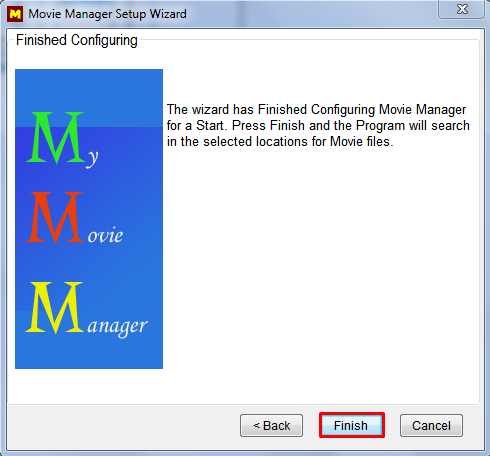 Movie Manager Setup Wizard
Finished Configuring
My
Movie
Manager
The wizard has Finished Configuring Movie Manager
for a Start. Press Finish and the Program will search
in the selected locations for Movie files.
< Back
Finish
Cancel